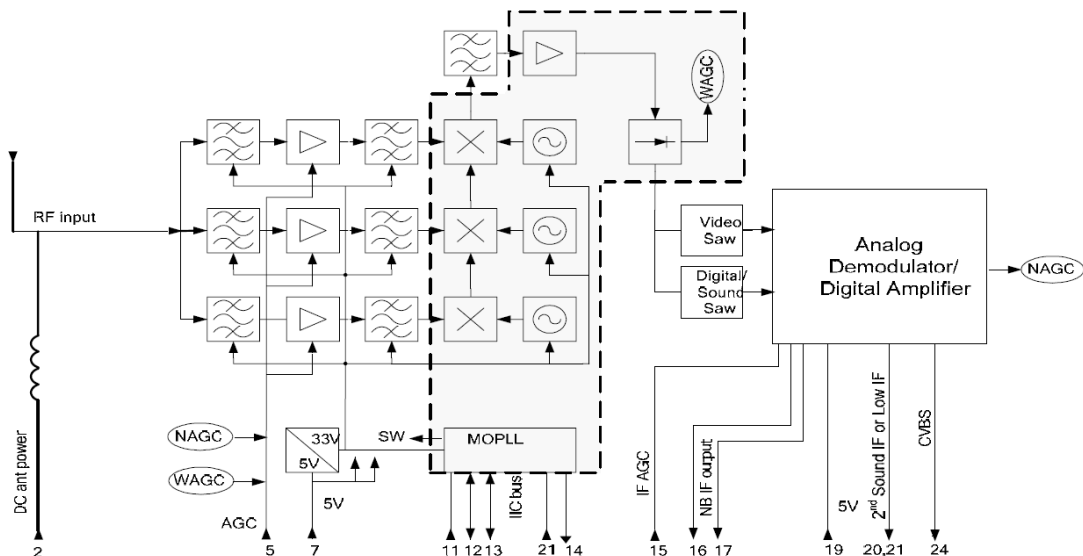 WAGC
RF input
Video
Saw
Digital/
Sound
Saw
Analog
Demodulator/
Digital Amplifier
NAGC
DC ant power
NAGC
WAGC
AGC
33V
5V
5V
SW
MOPLL
IIC bus
IF AGC
NB IF output
5V
2nd Sound IF or Low IF
CVBS
2
5
7
11
12
13
21
14
15
16
17
19
20,21
24